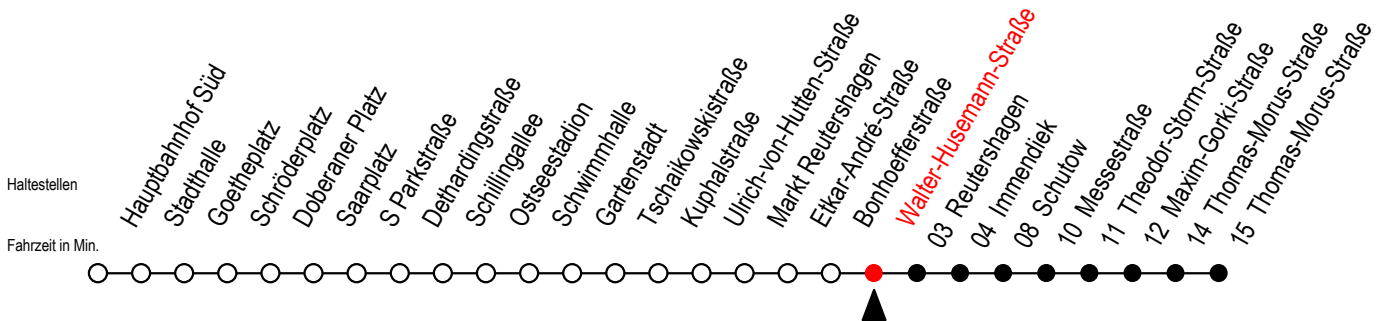 Haltestellen
Fahrzeit in Min.
Hauptbahnhof Süd
Stadthalle
Goetheplatz
Schröderplatz
Doberaner Platz
Saarplatz
S Parkstraße
Dethardingstraße
Schillingallee
Ostseestadion
Schwimmhalle
Gartenstadt
Tschaikowskistraße
Kuphalstraße
Ulrich-von-Hutten-Straße
Markt Reutershagen
Etkar-André-Straße
Bonhoefferstraße
Walter-Husemann-Straße
03 Reutershagen
04 Immendiek
08 Schutow
10 Messestraße
11 Theodor-Storm-Straße
12 Maxim-Gorki-Straße
14 Thomas-Morus-Straße
15 Thomas-Morus-Straße